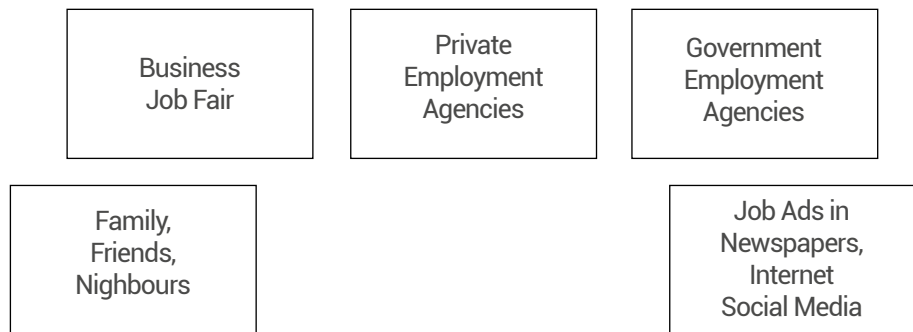 Business
Job Fair
Private
Employment
Agencies
Government
Employment
Agencies
Family,
Friends,
Nighbours
Job Ads in
Newspapers,
Internet
Social Media